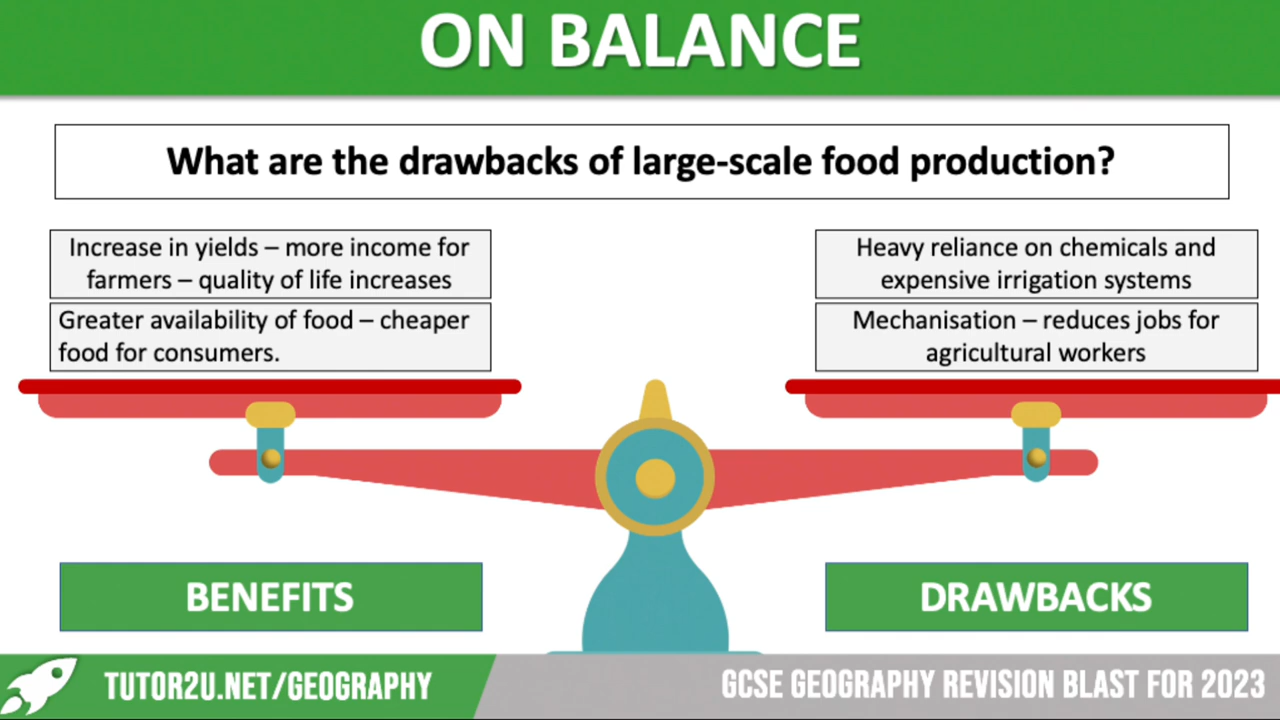 ON BALANCE
What are the drawbacks of large-scale food production?
Increase in yields – more income for
farmers – quality of life increases
Greater availability of food – cheaper
food for consumers.
Heavy reliance on chemicals and
expensive irrigation systems
Mechanisation – reduces jobs for
agricultural workers
BENEFITS
DRAWBACKS
TUTOR2U.NET/GEOGRAPHY
GCSE GEOGRAPHY REVISION BLAST FOR 2023